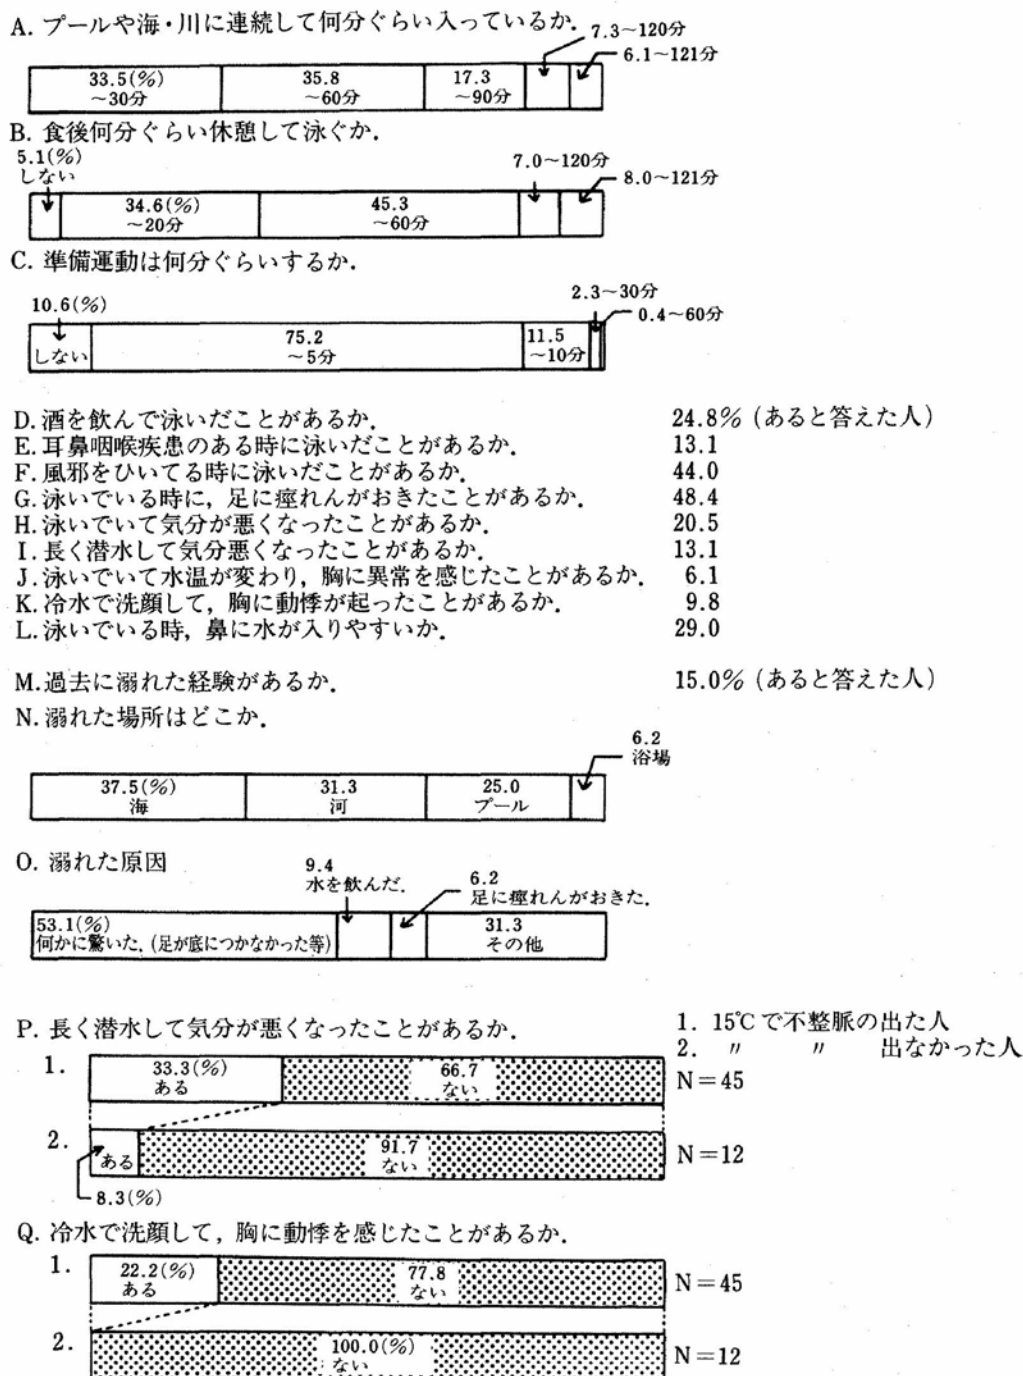 A. プールや海・川に連続して何分ぐらい入っているか.
7.3～120分
6.1～121分
33.5(%) 35.8 17.3
～30分 ～60分 ～90分
B. 食後何分ぐらい休憩して泳ぐか.
5.1(%)
しない
7.0～120分
8.0～121分
34.6(%) 45.3
～20分 ～60分
C. 準備運動は何分ぐらいするか.
10.6(%)
2.3～30分
0.4～60分
しない
75.2 11.5
～5分 ～10分
D. 酒を飲んで泳いだことがあるか. 24.8% (あると答えた人)
E. 耳鼻咽喉疾患のある時に泳いだことがあるか. 13.1
F. 風邪をひいてる時に泳いだことがあるか. 44.0
G. 泳いでいる時に, 足に痙れんがおきたことがあるか. 48.4
H. 泳いでいて気分が悪くなったことがあるか. 20.5
I. 長く潜水して気分悪くなったことがあるか. 13.1
J. 泳いでいて水温が変わり, 胸に異常を感じたことがあるか. 6.1
K. 冷水で洗顔して, 胸に動悸が起ったことがあるか. 9.8
L. 泳いでいる時, 鼻に水が入りやすいか. 29.0
M. 過去に溺れた経験があるか. 15.0% (あると答えた人)
N. 溺れた場所はどこか.
6.2
浴場
37.5(%) 31.3 25.0
海 河 プール
O. 溺れた原因
9.4
水を飲んだ.
6.2
足に痙れんがおきた.
53.1(%) 31.3
何かに驚いた. (足が底につかなかった等) その他
P. 長く潜水して気分が悪くなったことがあるか.
1. 15℃で不整脈の出た人
2. 〃 〃 出なかった人
1. 33.3(%) 66.7
ある ない
N=45
2. ある 91.7
ない
N=12
8.3(%)
Q. 冷水で洗顔して, 胸に動悸を感じたことがあるか.
1. 22.2(%) 77.8
ある ない
N=45
2. 100.0(%)
ない
N=12